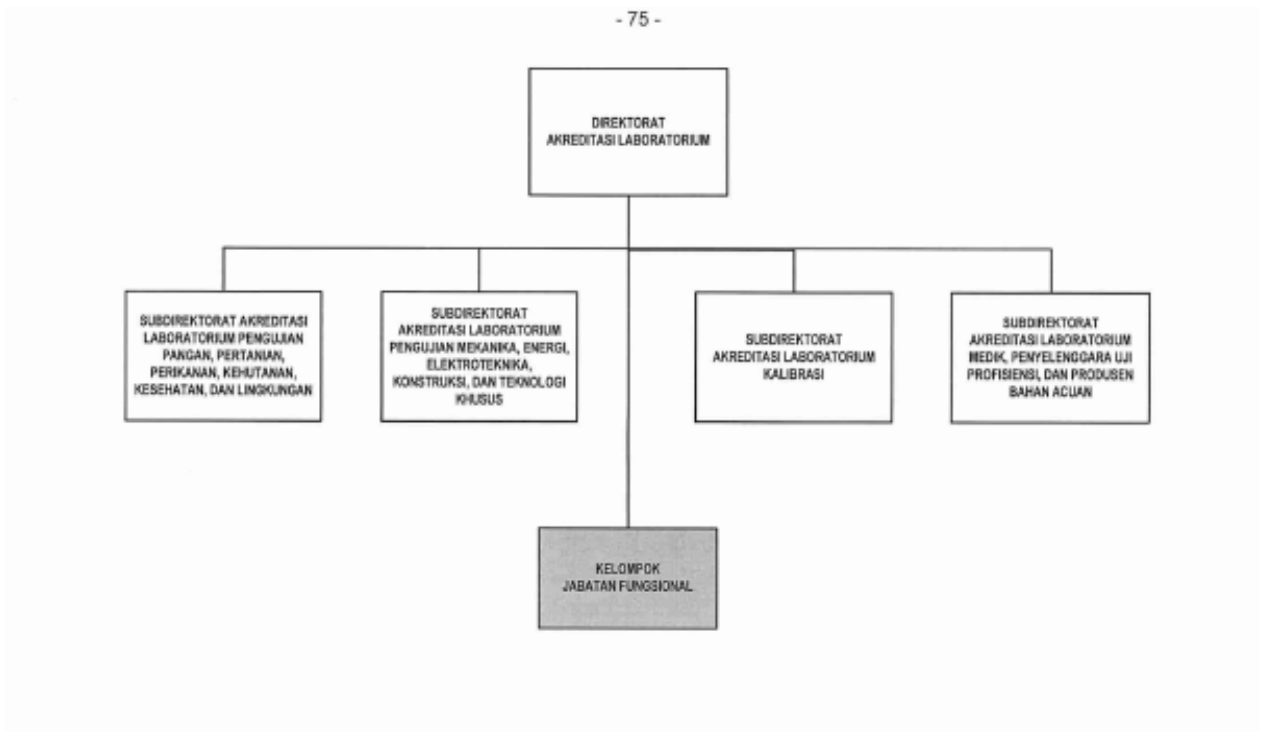 - 75 -
DIREKTORAT
AKREDITASI LABORATORIUM
SUBDIREKTORAT AKREDITASI
LABORATORIUM PENGUJIAN
PANGAN, PERTANIAN,
PERIKANAN, KEHUTANAN,
KESEHATAN, DAN LINGKUNGAN
SUBDIREKTORAT
AKREDITASI LABORATORIUM
PENGUJIAN MEKANIKA, ENERGI,
ELEKTROTEKNIKA,
KONSTRUKSI, DAN TEKNOLOGI
KHUSUS
SUBDIREKTORAT
AKREDITASI LABORATORIUM
KALIBRASI
SUBDIREKTORAT
AKREDITASI LABORATORIUM
MEDIK, PENYELENGGARA UJI
PROFISIENSI, DAN PRODUSEN
BAHAN ACUAN
KELOMPOK
JABATAN FUNGSIONAL